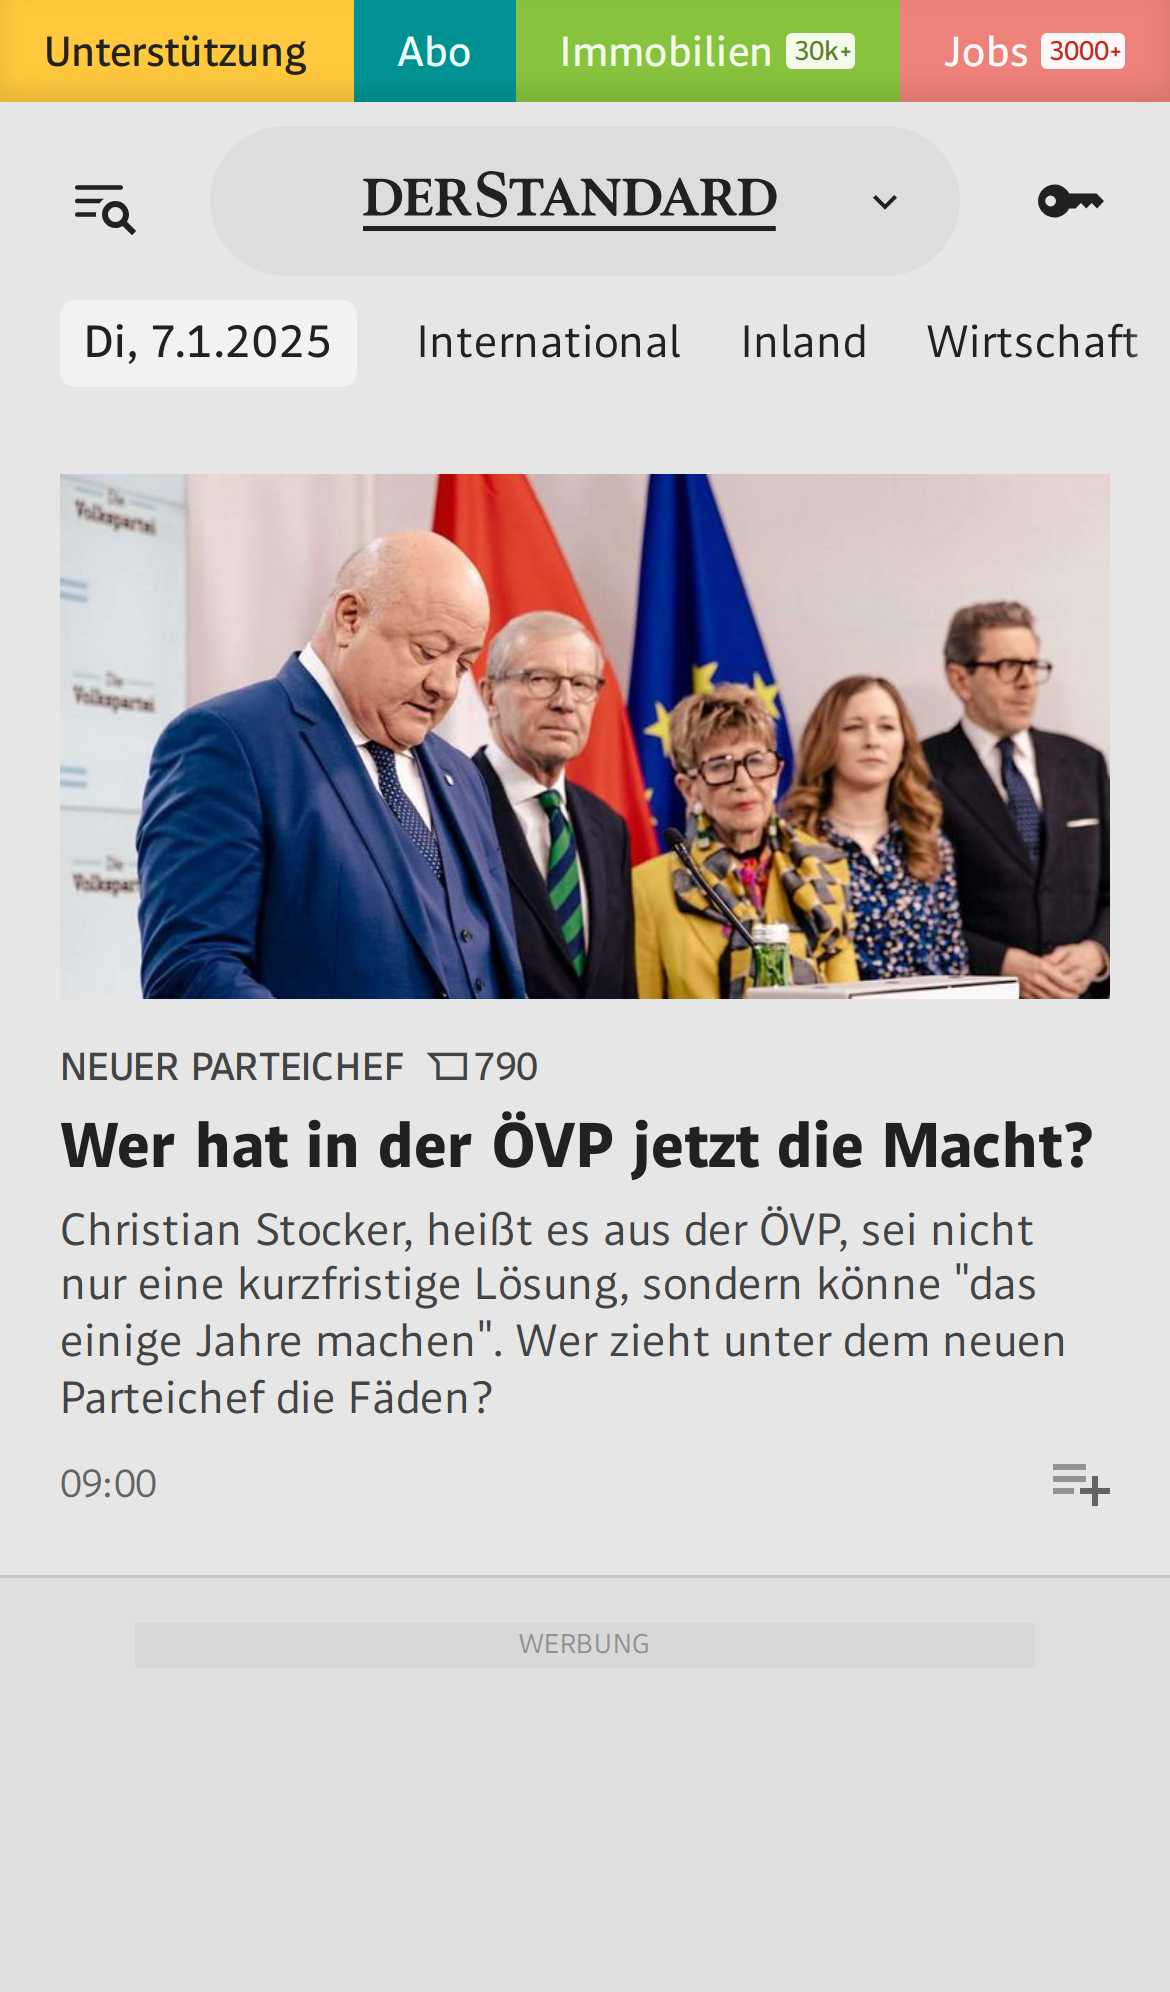 Unterstützung
Abo
Immobilien 30k+
Jobs 3000+
DERSTANDARD
Di, 7.1.2025
International
Inland
Wirtschaft
Die
Volkspartei
Die
Volkspartei
Die
Volkspart
NEUER PARTEICHEF 790
Wer hat in der ÖVP jetzt die Macht?
Christian Stocker, heißt es aus der ÖVP, sei nicht
nur eine kurzfristige Lösung, sondern könne "das
einige Jahre machen". Wer zieht unter dem neuen
Parteichef die Fäden?
09:00
WERBUNG